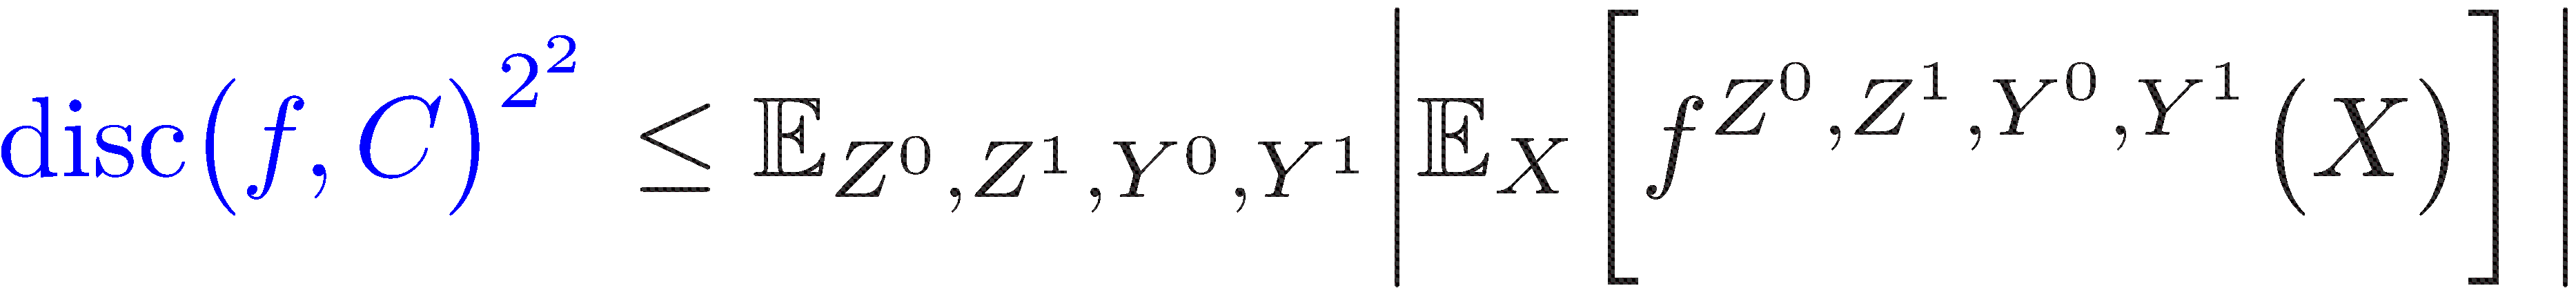 disc(f, C)^{2^2} ≤ 𝔼_{Z^0,Z^1,Y^0,Y^1} | 𝔼_X [ f^{Z^0,Z^1,Y^0,Y^1}(X) ] |